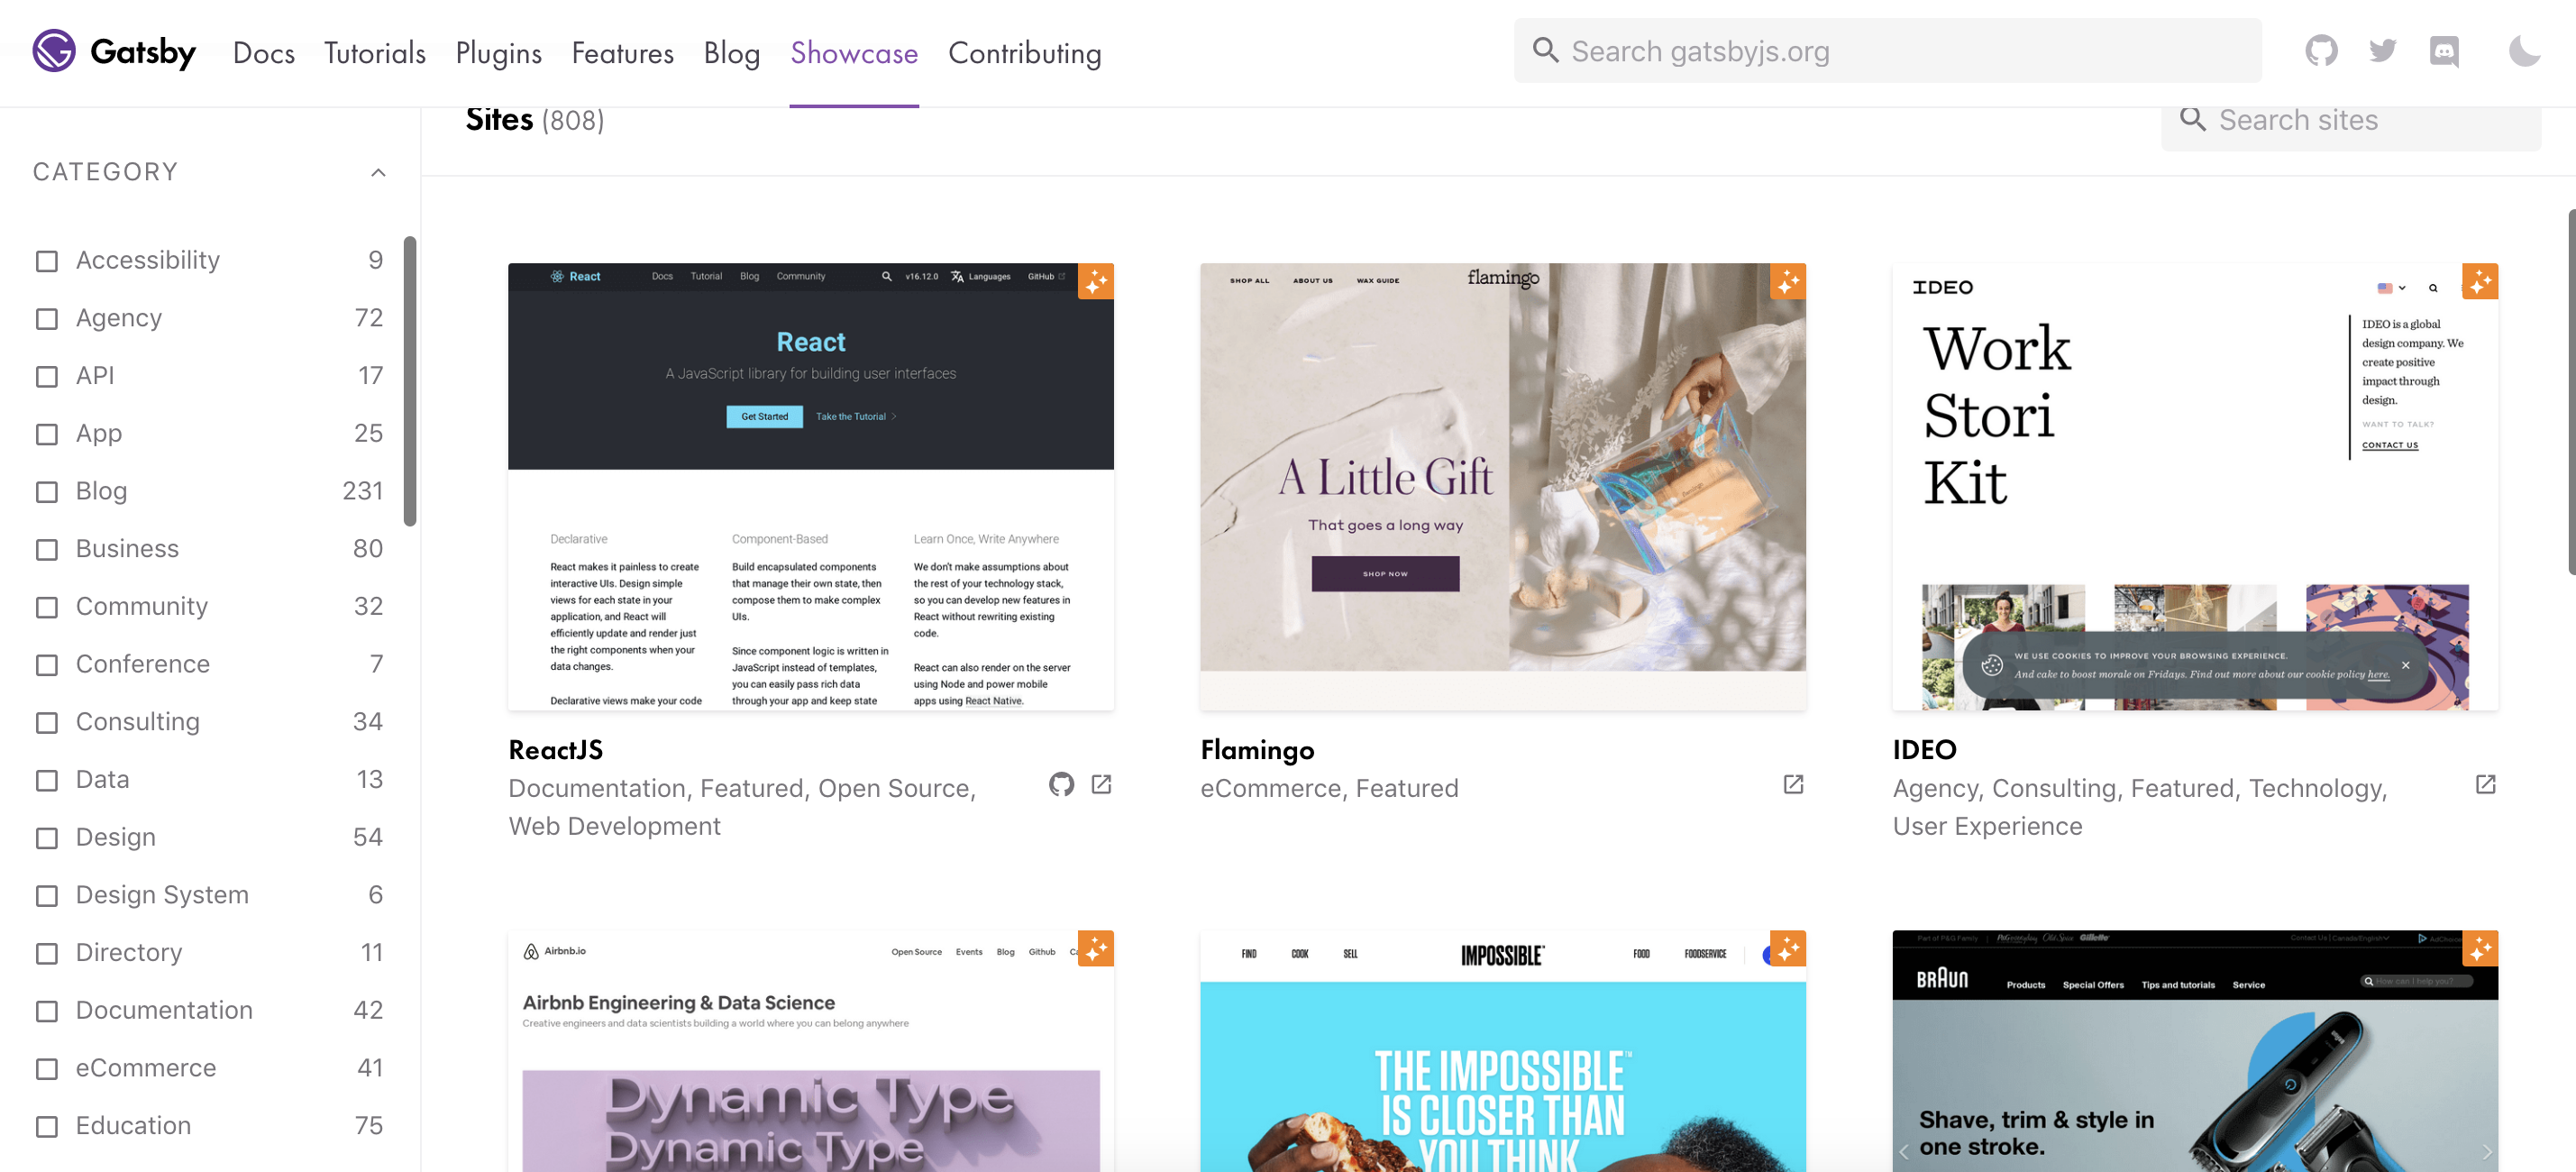 Gatsby Docs Tutorials Plugins Features Blog Showcase Contributing Search gatsbyjs.org
CATEGORY
Accessibility 9
Agency 72
API 17
App 25
Blog 231
Business 80
Community 32
Conference 7
Consulting 34
Data 13
Design 54
Design System 6
Directory 11
Documentation 42
eCommerce 41
Education 75
Sites (808) Search sites
React Docs Tutorial Blog Community v16.12.0 Languages GitHub
React
A JavaScript library for building user interfaces
Get Started Take the Tutorial
Declarative
React makes it painless to create
interactive UIs. Design simple
views for each state in your
application, and React will
efficiently update and render just
the right components when your
data changes.
Declarative views make your code
Component-Based
Build encapsulated components
that manage their own state, then
compose them to make complex
UIs.
Since component logic is written in
JavaScript instead of templates,
you can easily pass rich data
through your app and keep state
Learn Once, Write Anywhere
We don't make assumptions about
the rest of your technology stack,
so you can develop new features in
React without rewriting existing
code.
React can also render on the server
using Node and power mobile
apps using React Native.
ReactJS
Documentation, Featured, Open Source,
Web Development
SHOP ALL ABOUT US WAX GUIDE flamingo
A Little Gift
That goes a long way
SHOP NOW
Flamingo
eCommerce, Featured
IDEO
Work
Stori
Kit
IDEO is a global
design company. We
create positive
impact through
design.
WANT TO TALK?
CONTACT US
WE USE COOKIES TO IMPROVE YOUR BROWSING EXPERIENCE.
And cake to boost morale on Fridays. Find out more about our cookie policy here.
IDEO
Agency, Consulting, Featured, Technology,
User Experience
Airbnb.io Open Source Events Blog Github
Airbnb Engineering & Data Science
Creative engineers and data scientists building a world where you can belong anywhere
Dynamic Type
Dynamic Type
FIND COOK SELL IMPOSSIBLE™ FOOD FOODSERVICE
THE IMPOSSIBLE™
IS CLOSER THAN
YOU THINK
Part of P&G Family Old Spice Gillette Contact Us | Canada/English
BRAUN Products Special Offers Tips and tutorials Service How can I help you?
Shave, trim & style in
one stroke.